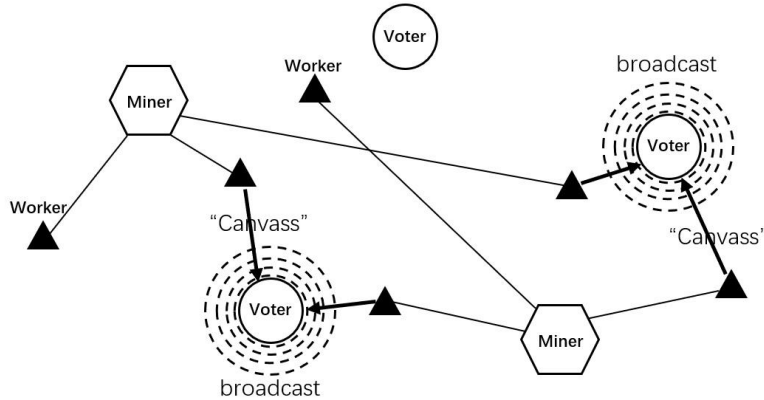 Voter
Worker
broadcast
Miner
Voter
Worker
“Canvass”
“Canvass’
Voter
broadcast
Miner